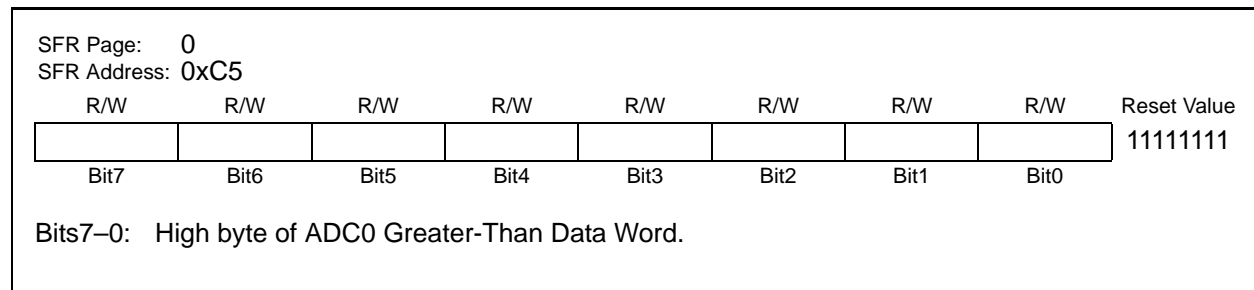 SFR Page: 0
SFR Address: 0xC5
R/W R/W R/W R/W R/W R/W R/W R/W Reset Value
11111111
Bit7 Bit6 Bit5 Bit4 Bit3 Bit2 Bit1 Bit0
Bits7–0: High byte of ADC0 Greater-Than Data Word.